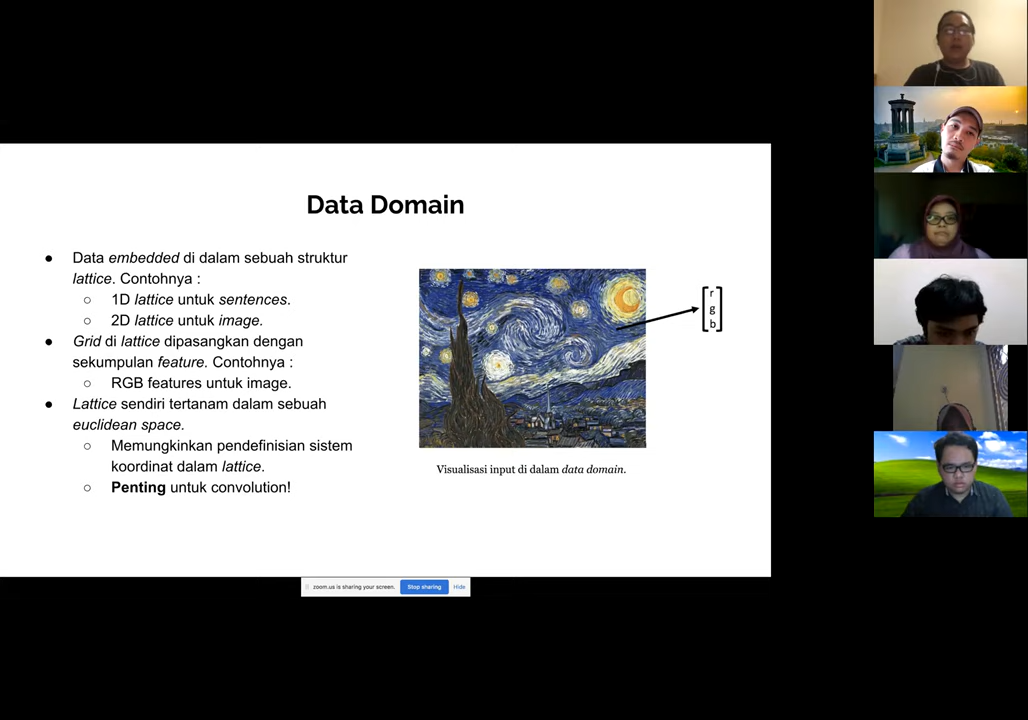 Data Domain
● Data embedded di dalam sebuah struktur
lattice. Contohnya :
○ 1D lattice untuk sentences.
○ 2D lattice untuk image.
● Grid di lattice dipasangkan dengan
sekumpulan feature. Contohnya :
○ RGB features untuk image.
● Lattice sendiri tertanam dalam sebuah
euclidean space.
○ Memungkinkan pendefinisian sistem
koordinat dalam lattice.
○ Penting untuk convolution!
r
g
b
Visualisasi input di dalam data domain.
zoom.us is sharing your screen. Stop sharing Hide